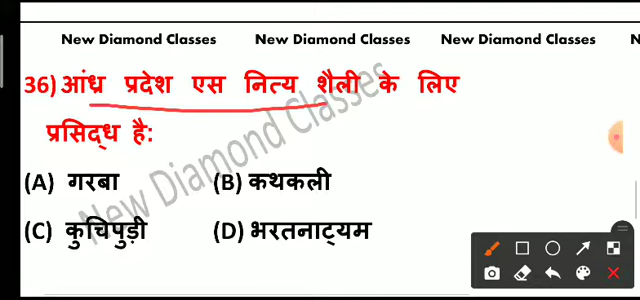 New Diamond Classes New Diamond Classes New Diamond Classes N
36) आंध्र प्रदेश एस नित्य शैली के लिए
प्रसिद्ध है:
(A) गरबा (B) कथकली
(C) कुचिपुड़ी (D) भरतनाट्यम
New Diamond Classes